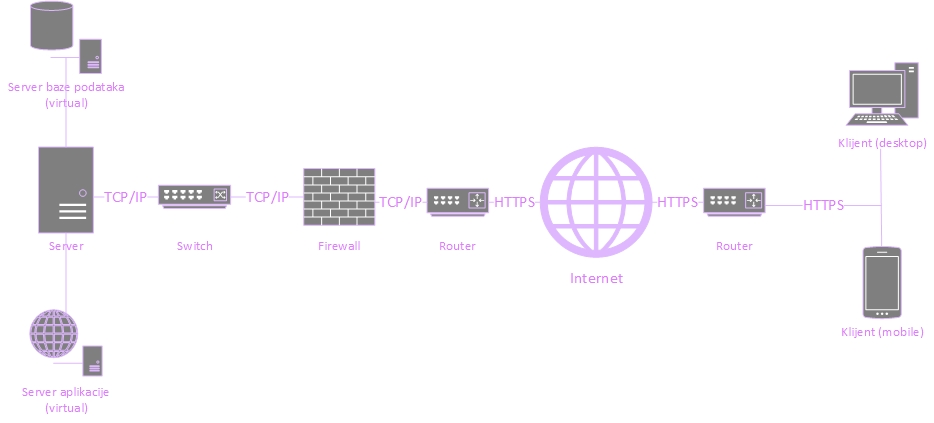 Server baze podataka
(virtual)
Klijent (desktop)
TCP/IP
TCP/IP
TCP/IP
HTTPS
HTTPS
HTTPS
Server
Switch
Firewall
Router
Internet
Router
Klijent (mobile)
Server aplikacije
(virtual)